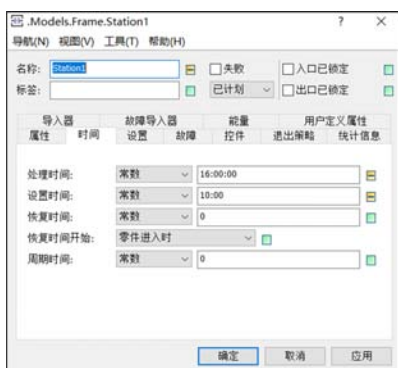 .Models.Frame.Station1 ? ×
导航(N) 视图(V) 工具(T) 帮助(H)
名称: Station1 失败 入口已锁定
标签: 已计划 出口已锁定
导入器 故障导入器 能量 用户定义属性
属性 时间 设置 故障 控件 退出策略 统计信息
处理时间: 常数 16:00:00
设置时间: 常数 10:00
恢复时间: 常数 0
恢复时间开始: 零件进入时
周期时间: 常数 0
确定 取消 应用